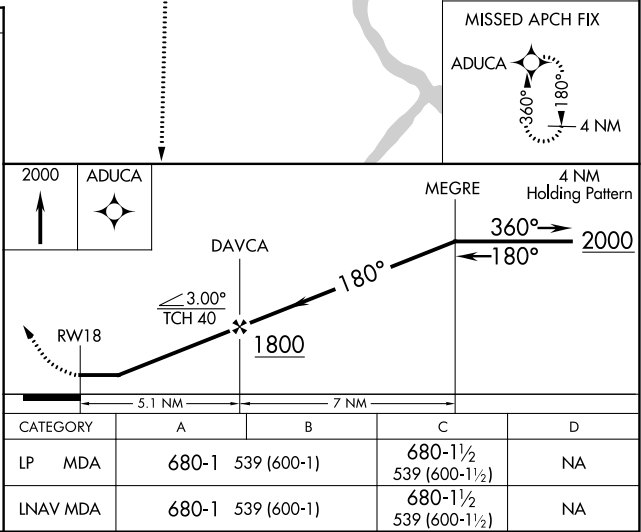 MISSED APCH FIX
ADUCA
360°
180°
4 NM
2000
ADUCA
MEGRE
4 NM
Holding Pattern
360°
2000
180°
DAVCA
180°
3.00°
TCH 40
1800
RW18
5.1 NM
7 NM
CATEGORY A B C D
LP MDA 680-1 539 (600-1) 680-1½ 539 (600-1½) NA
LNAV MDA 680-1 539 (600-1) 680-1½ 539 (600-1½) NA